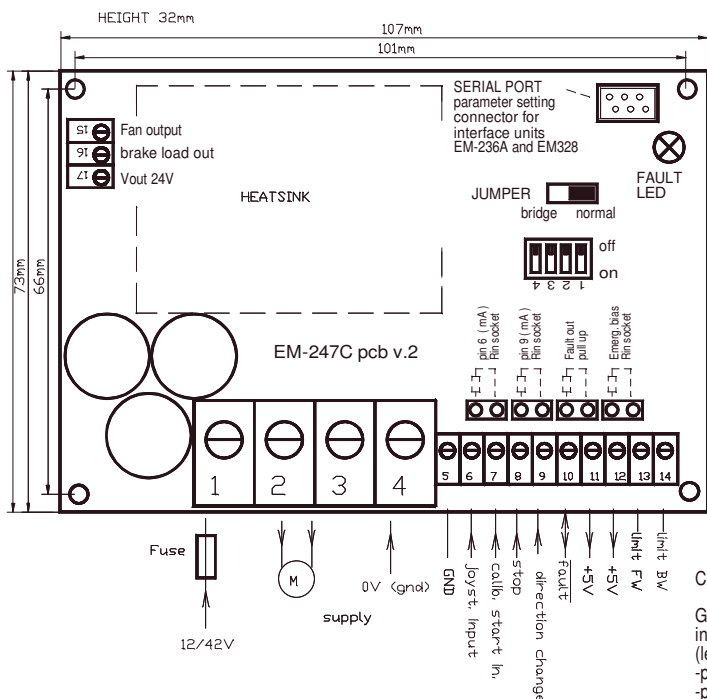 HEIGHT 32mm
107mm
101mm
73mm
66mm
15 Fan output
16 brake load out
17 Vout 24V
HEATSINK
SERIAL PORT
parameter setting
connector for
interface units
EM-236A and EM328
FAULT
LED
JUMPER
bridge normal
off
on
4 3 2 1
pin 6 ( mA )
Rin socket
pin 9 ( mA )
Rin socket
Fault out
pull up
Emerg. bias
Rin socket
EM-247C pcb v.2
1 2 3 4
5 6 7 8 9 10 11 12 13 14
Fuse
12/42V
M
supply
0V (gnd)
GND
Joyst. Input
calib. start In.
stop
direction change
fault
+5V
+5V
Limit FW
Limit BW
C
G
in
(le
-p
-p